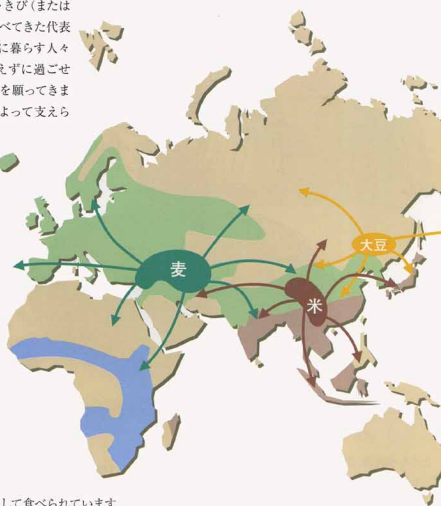 きび（または
べてきた代表
に暮らす人々
えずに過ごせ
を願ってきま
よって支えら
麦
大豆
米
して食べられています